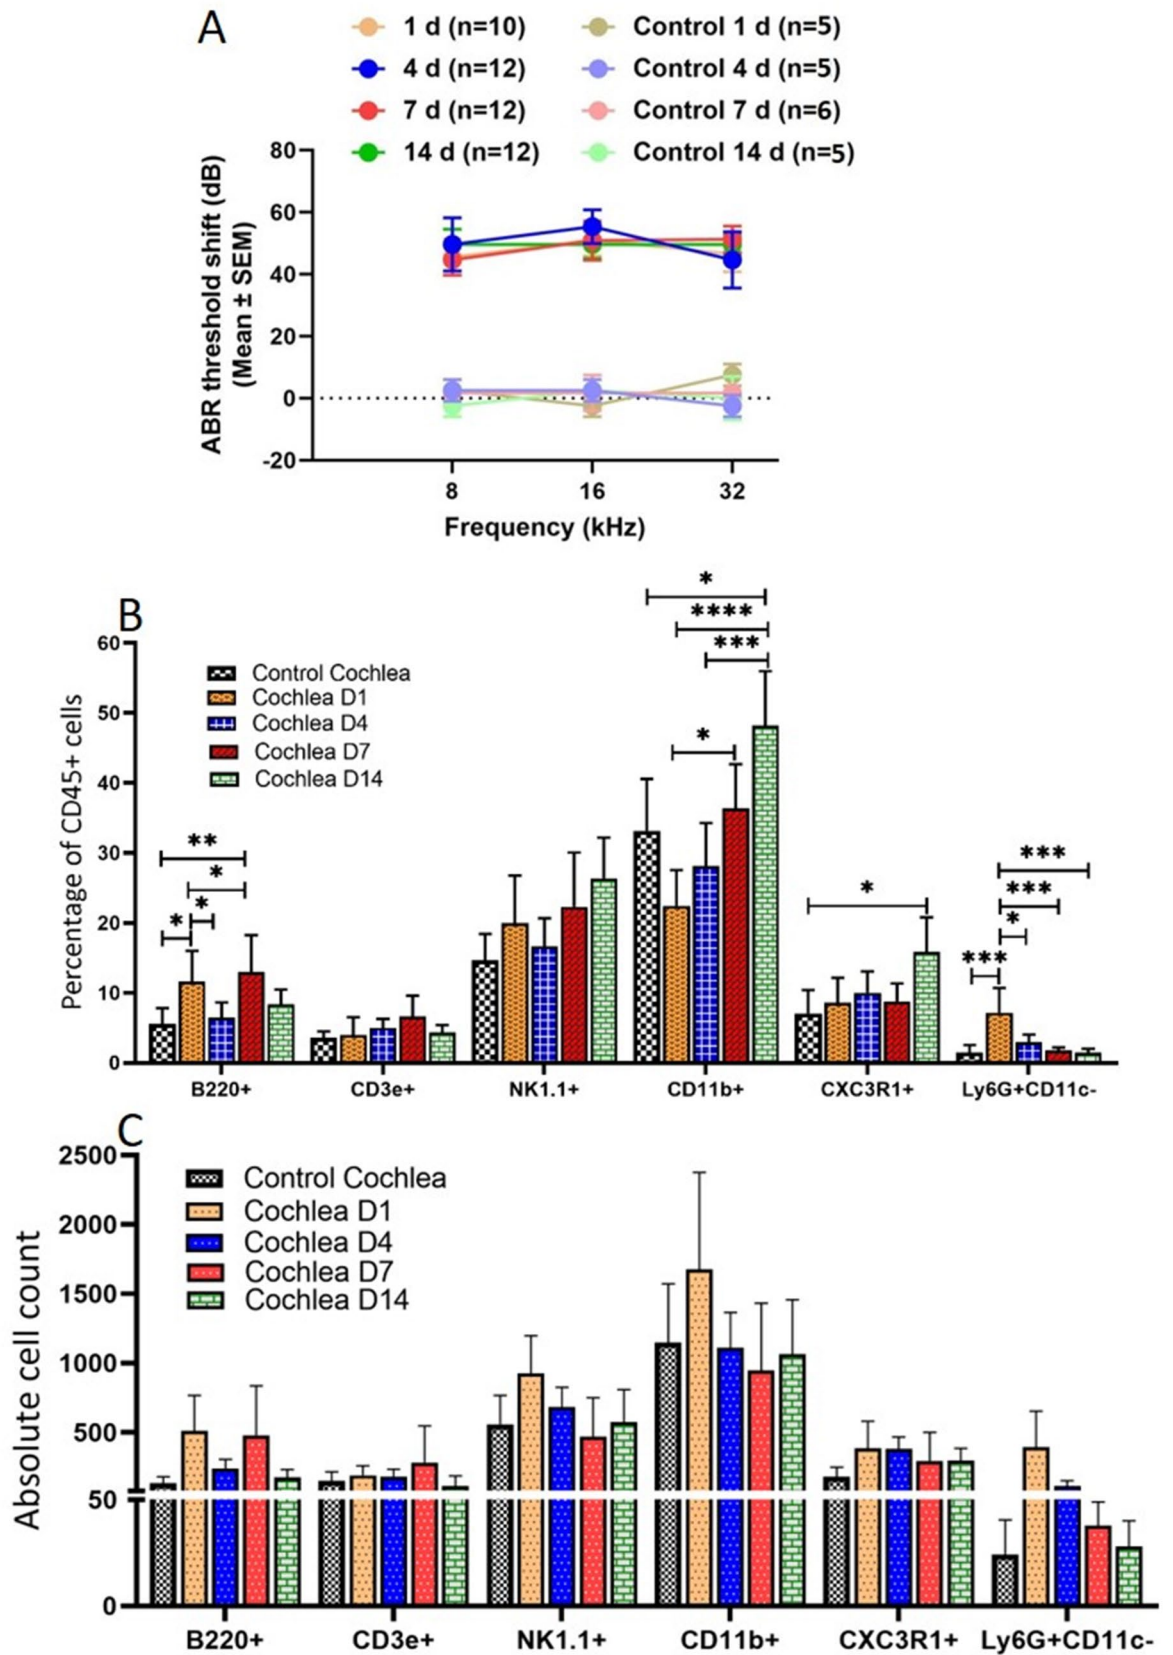 A
1 d (n=10)
Control 1 d (n=5)
4 d (n=12)
Control 4 d (n=5)
7 d (n=12)
Control 7 d (n=6)
14 d (n=12)
Control 14 d (n=5)
ABR threshold shift (dB)
(Mean ± SEM)
80
60
40
20
0
-20
8 16 32
Frequency (kHz)
B
Percentage of CD45+ cells
60
50
40
30
20
10
0
Control Cochlea
Cochlea D1
Cochlea D4
Cochlea D7
Cochlea D14
*
****
***
*
**
*
*
*
*
***
***
*
***
B220+ CD3e+ NK1.1+ CD11b+ CXC3R1+ Ly6G+CD11c-
C
Absolute cell count
2500
2000
1500
1000
500
50
0
Control Cochlea
Cochlea D1
Cochlea D4
Cochlea D7
Cochlea D14
B220+ CD3e+ NK1.1+ CD11b+ CXC3R1+ Ly6G+CD11c-